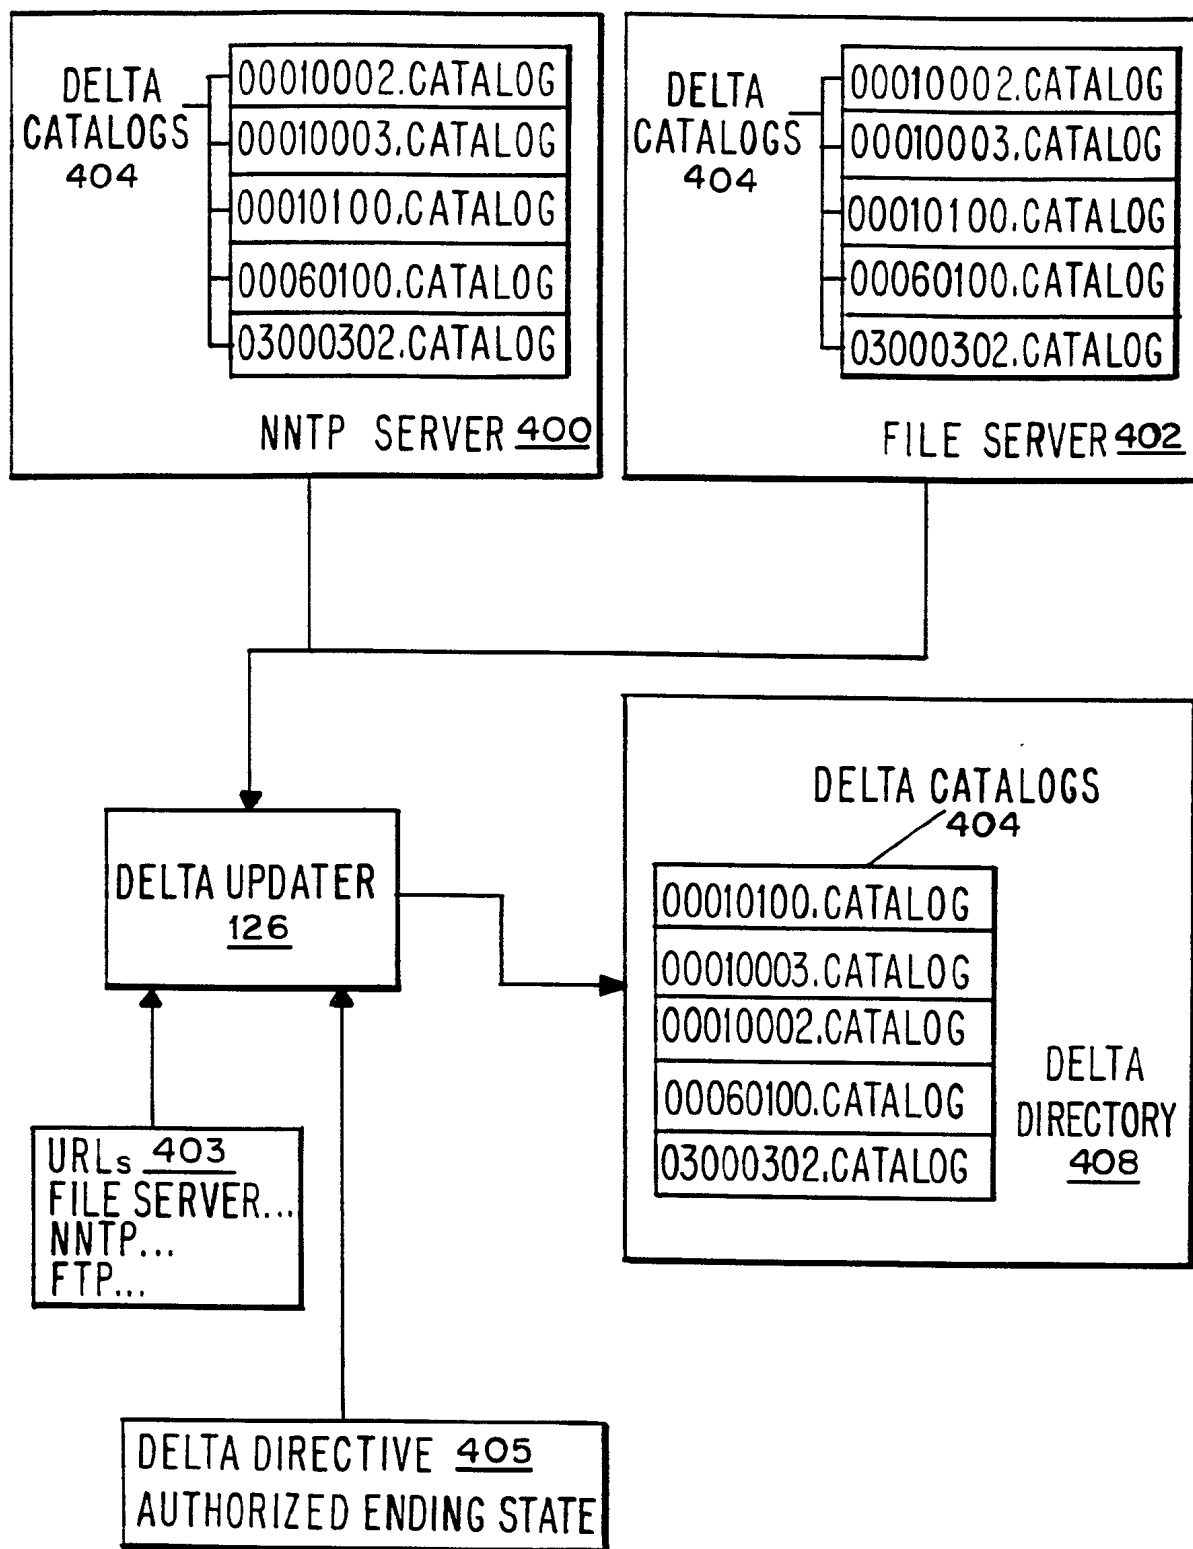 DELTA
CATALOGS
404
00010002.CATALOG
00010003.CATALOG
00010100.CATALOG
00060100.CATALOG
03000302.CATALOG
NNTP SERVER 400
DELTA
CATALOGS
404
00010002.CATALOG
00010003.CATALOG
00010100.CATALOG
00060100.CATALOG
03000302.CATALOG
FILE SERVER 402
DELTA UPDATER
126
DELTA CATALOGS
404
00010100.CATALOG
00010003.CATALOG
00010002.CATALOG
00060100.CATALOG
03000302.CATALOG
DELTA
DIRECTORY
408
URLs 403
FILE SERVER...
NNTP...
FTP...
DELTA DIRECTIVE 405
AUTHORIZED ENDING STATE